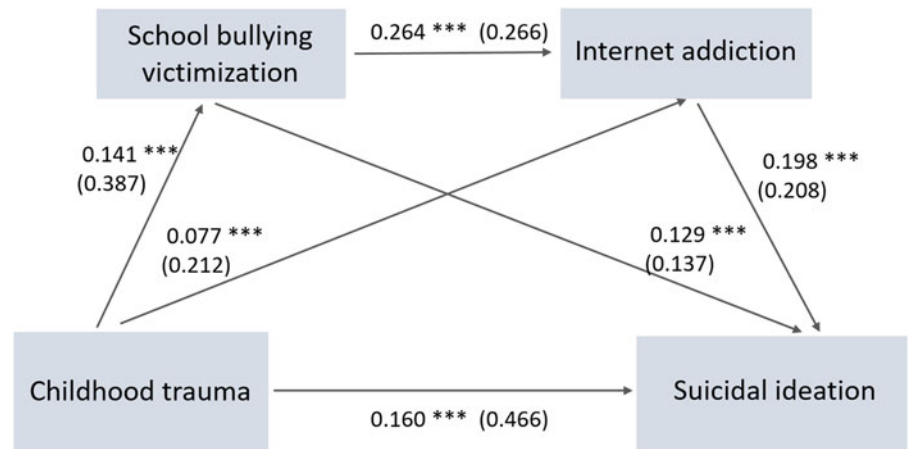 School bullying
victimization
0.264 *** (0.266)
Internet addiction
0.141 ***
(0.387)
0.077 ***
(0.212)
0.198 ***
(0.208)
0.129 ***
(0.137)
Childhood trauma
0.160 *** (0.466)
Suicidal ideation